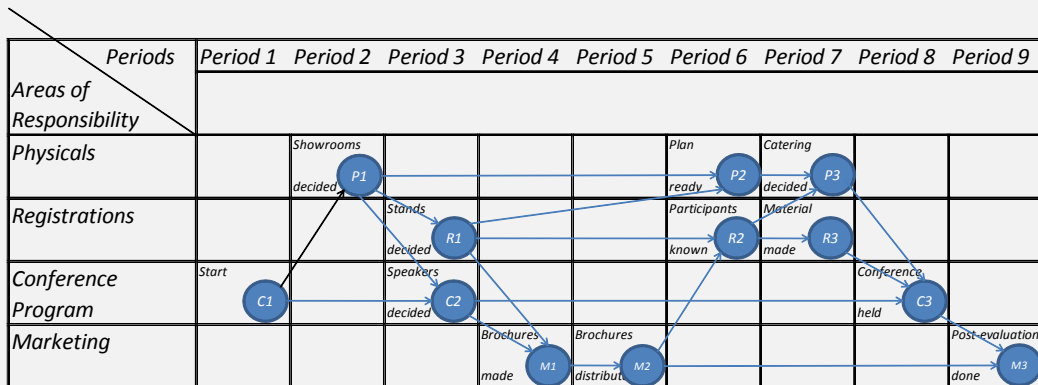 Periods Period 1 Period 2 Period 3 Period 4 Period 5 Period 6 Period 7 Period 8 Period 9
Areas of
Responsibility
Physicals Showrooms Plan Catering
P1 P2 P3
decided ready decided
Registrations Stands Participants Material
R1 R2 R3
decided known made
Conference Start Speakers Conference
Program C1 C2 C3
decided held
Marketing Brochures Brochures Post-evaluation
M1 M2 M3
made distribut done